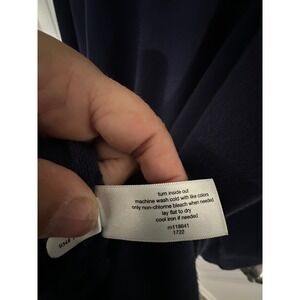 turn inside out
machine wash cold with like colors
only non-chlorine bleach when needed
lay flat to dry
cool iron if needed
m118641
1722